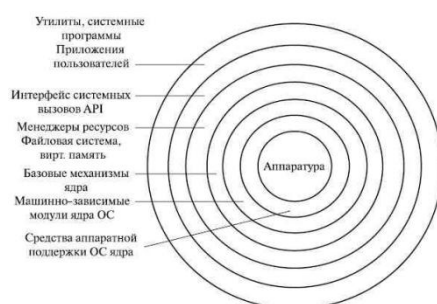 Утилиты, системные
программы
Приложения
пользователей
Интерфейс системных
вызовов API
Менеджеры ресурсов
Файловая система,
вирт. память
Базовые механизмы
ядра
Машинно-зависимые
модули ядра ОС
Средства аппаратной
поддержки ОС ядра
Аппаратура